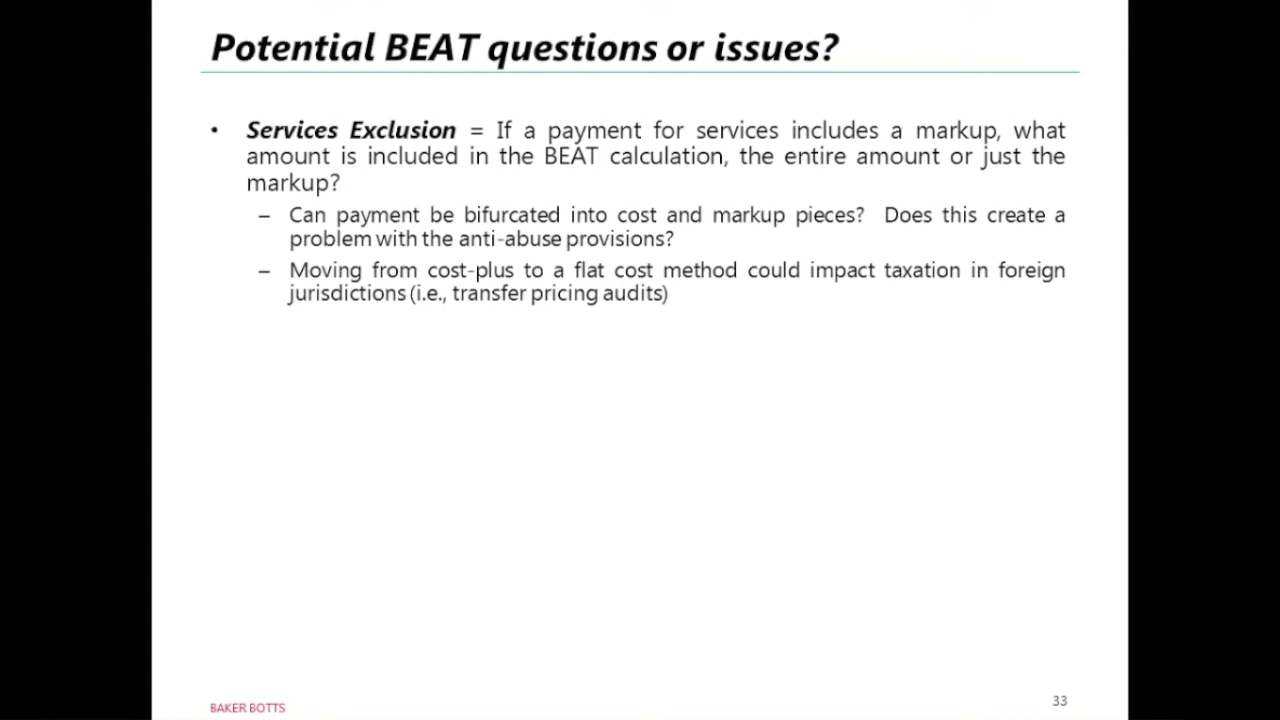 Potential BEAT questions or issues?
• Services Exclusion = If a payment for services includes a markup, what
amount is included in the BEAT calculation, the entire amount or just the
markup?
– Can payment be bifurcated into cost and markup pieces? Does this create a
problem with the anti-abuse provisions?
– Moving from cost-plus to a flat cost method could impact taxation in foreign
jurisdictions (i.e., transfer pricing audits)
BAKER BOTTS
33